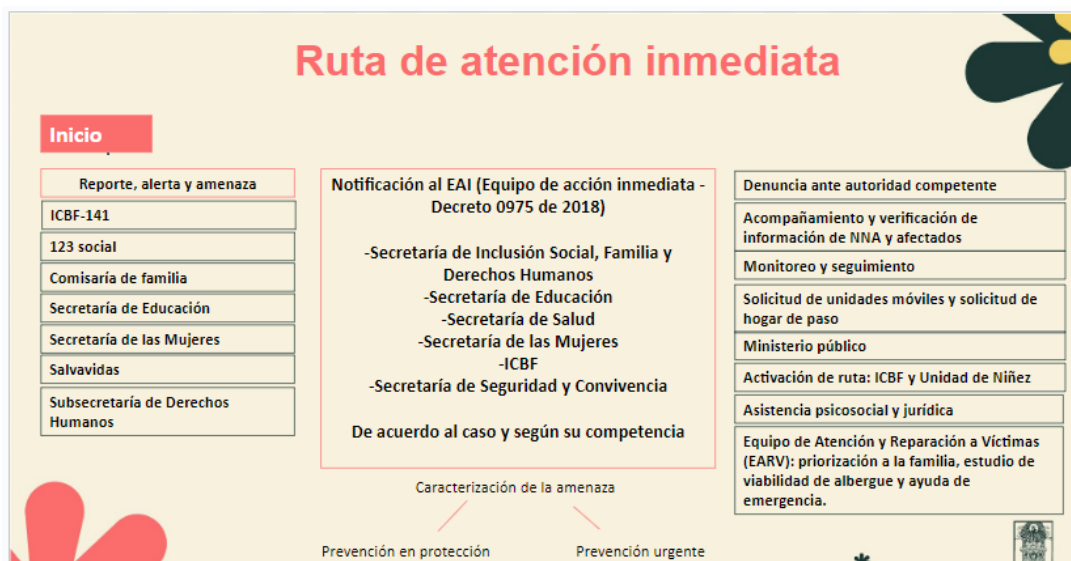 Ruta de atención inmediata
Inicio
Reporte, alerta y amenaza
ICBF-141
123 social
Comisaría de familia
Secretaría de Educación
Secretaría de las Mujeres
Salvavidas
Subsecretaría de Derechos
Humanos
Notificación al EAI (Equipo de acción inmediata -
Decreto 0975 de 2018)
-Secretaría de Inclusión Social, Familia y
Derechos Humanos
-Secretaría de Educación
-Secretaría de Salud
-Secretaría de las Mujeres
-ICBF
-Secretaría de Seguridad y Convivencia
De acuerdo al caso y según su competencia
Caracterización de la amenaza
Prevención en protección
Prevención urgente
Denuncia ante autoridad competente
Acompañamiento y verificación de
información de NNA y afectados
Monitoreo y seguimiento
Solicitud de unidades móviles y solicitud de
hogar de paso
Ministerio público
Activación de ruta: ICBF y Unidad de Niñez
Asistencia psicosocial y jurídica
Equipo de Atención y Reparación a Víctimas
(EARV): priorización a la familia, estudio de
viabilidad de albergue y ayuda de
emergencia.